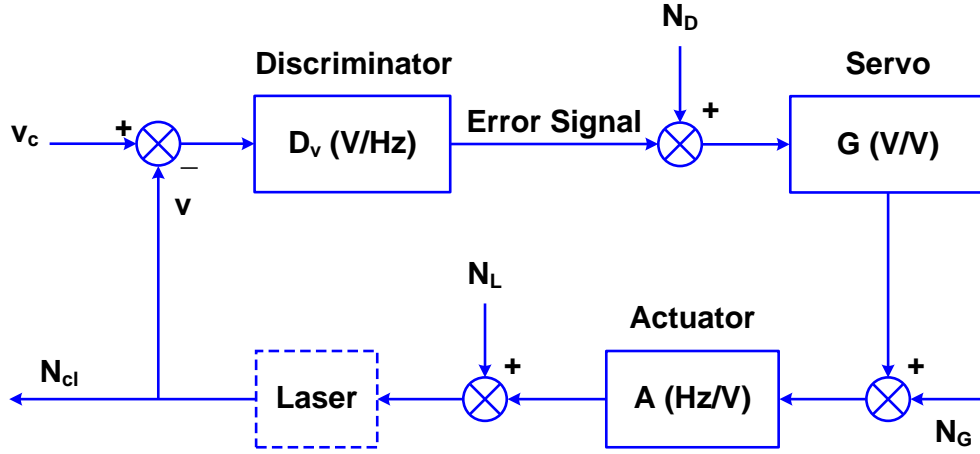 N_D
Discriminator
Servo
v_c
+
D_v (V/Hz)
Error Signal
+
G (V/V)
−
v
N_L
Actuator
N_cl
Laser
+
A (Hz/V)
+
N_G